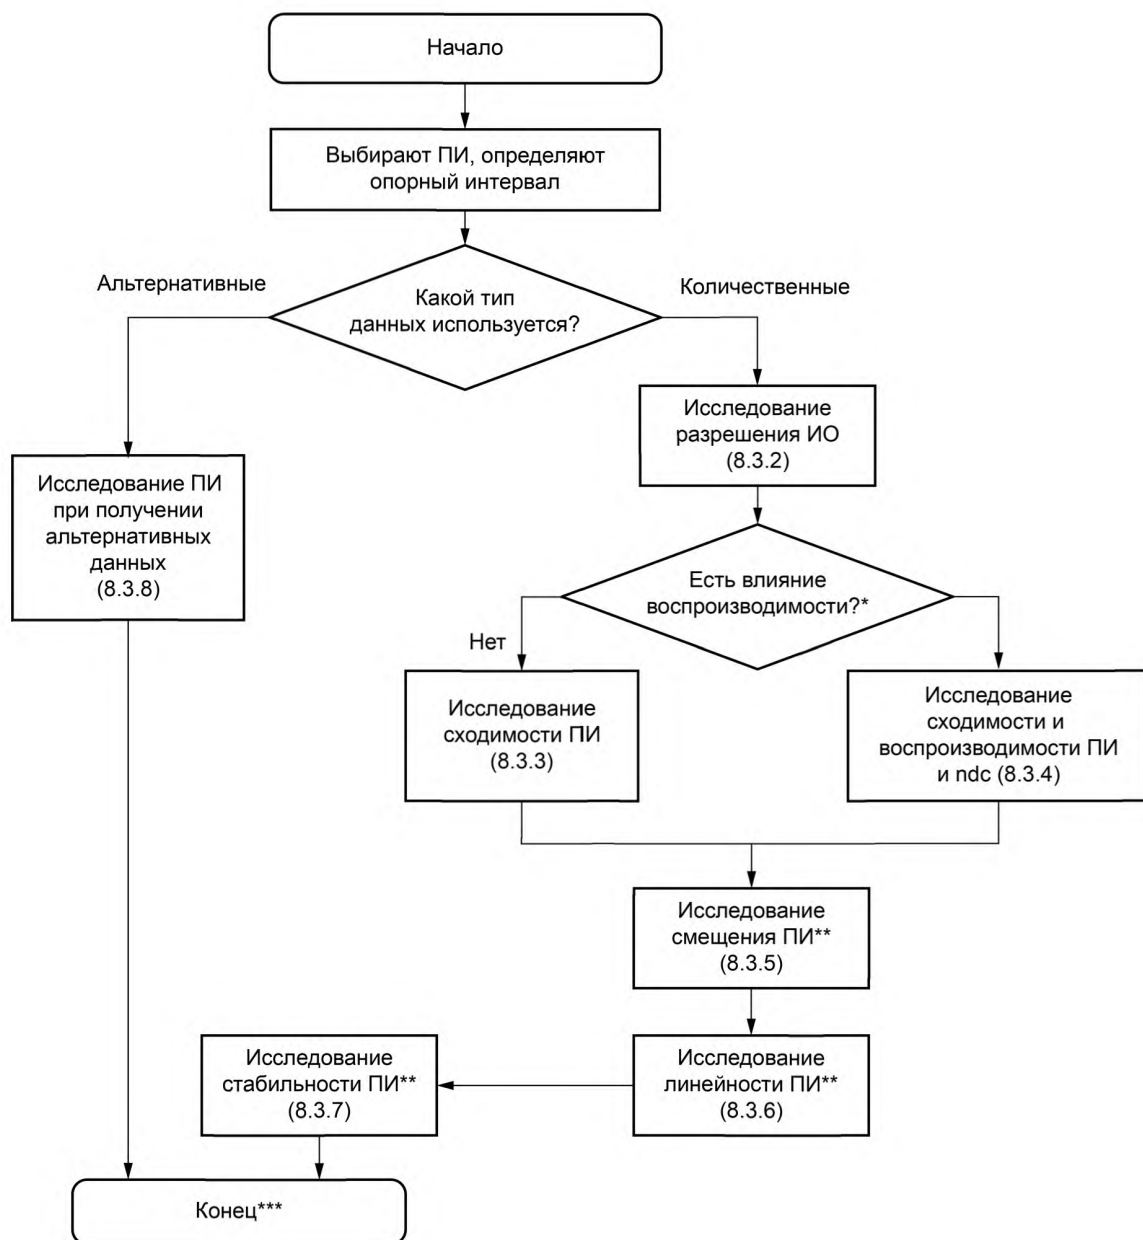 Начало
Выбирают ПИ, определяют
опорный интервал
Альтернативные
Какой тип
данных используется?
Количественные
Исследование
разрешения ИО
(8.3.2)
Исследование ПИ
при получении
альтернативных
данных
(8.3.8)
Есть влияние
воспроизводимости?*
Нет
Исследование
сходимости ПИ
(8.3.3)
Исследование
сходимости и
воспроизводимости ПИ
и ndc (8.3.4)
Исследование
смещения ПИ**
(8.3.5)
Исследование
стабильности ПИ**
(8.3.7)
Исследование
линейности ПИ**
(8.3.6)
Конец***